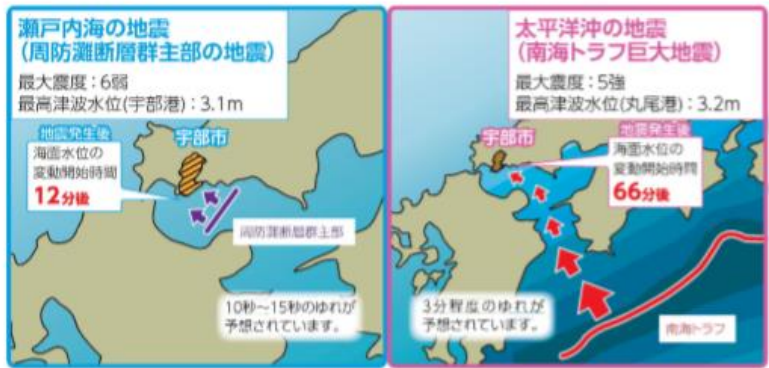 瀬戸内海の地震
(周防灘断層群主部の地震)
最大震度：6弱
最高津波水位(宇部港)：3.1m
地震発生後
海面水位の
変動開始時間
12分後
宇部市
周防灘断層群主部
10秒～15秒のゆれが
予想されています。
太平洋沖の地震
(南海トラフ巨大地震)
最大震度：5強
最高津波水位(丸尾港)：3.2m
宇部市
地震発生後
海面水位の
変動開始時間
66分後
3分程度のゆれが
予想されています。
南海トラフ